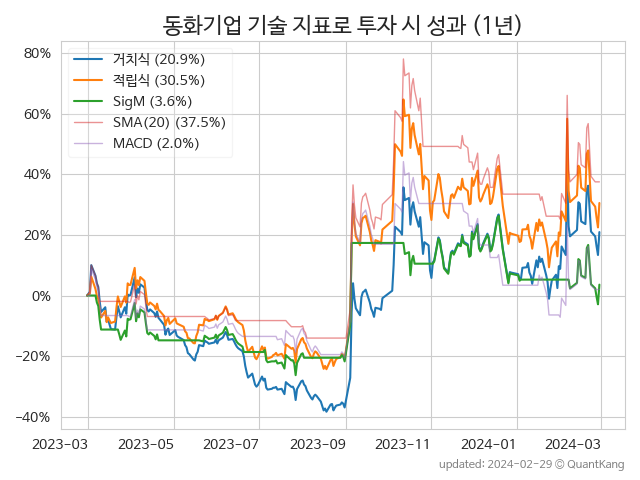 동화기업 기술 지표로 투자 시 성과 (1년)
80%
60%
40%
20%
0%
−20%
−40%
거치식 (20.9%)
적립식 (30.5%)
SigM (3.6%)
SMA(20) (37.5%)
MACD (2.0%)
2023-03 2023-05 2023-07 2023-09 2023-11 2024-01 2024-03
updated: 2024-02-29 © QuantKang